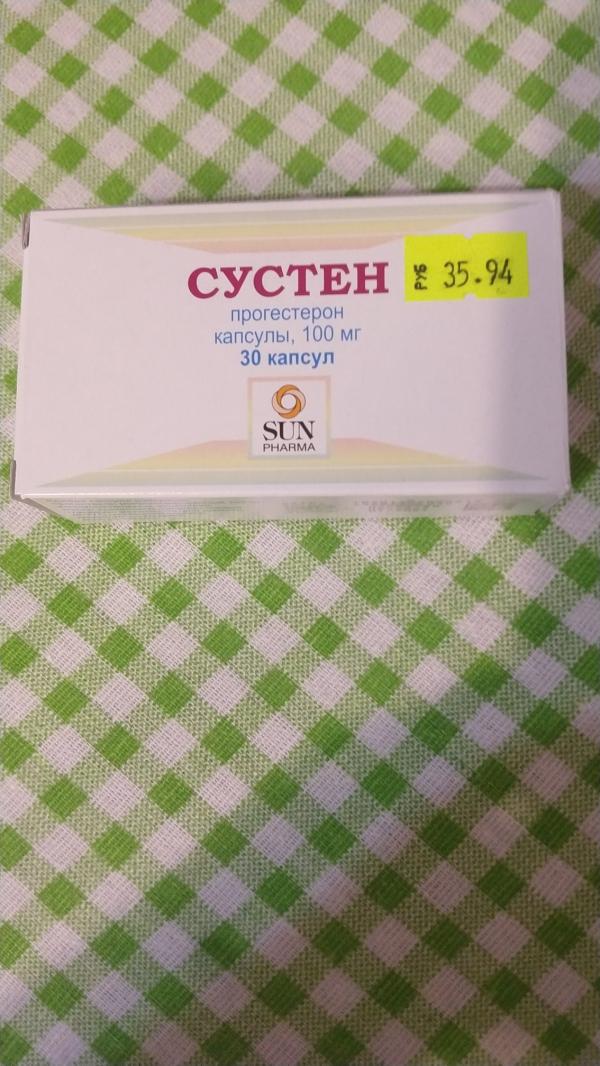 СУСТЕН
РУБ 35.94
прогестерон
капсулы, 100 мг
30 капсул
SUN
PHARMA